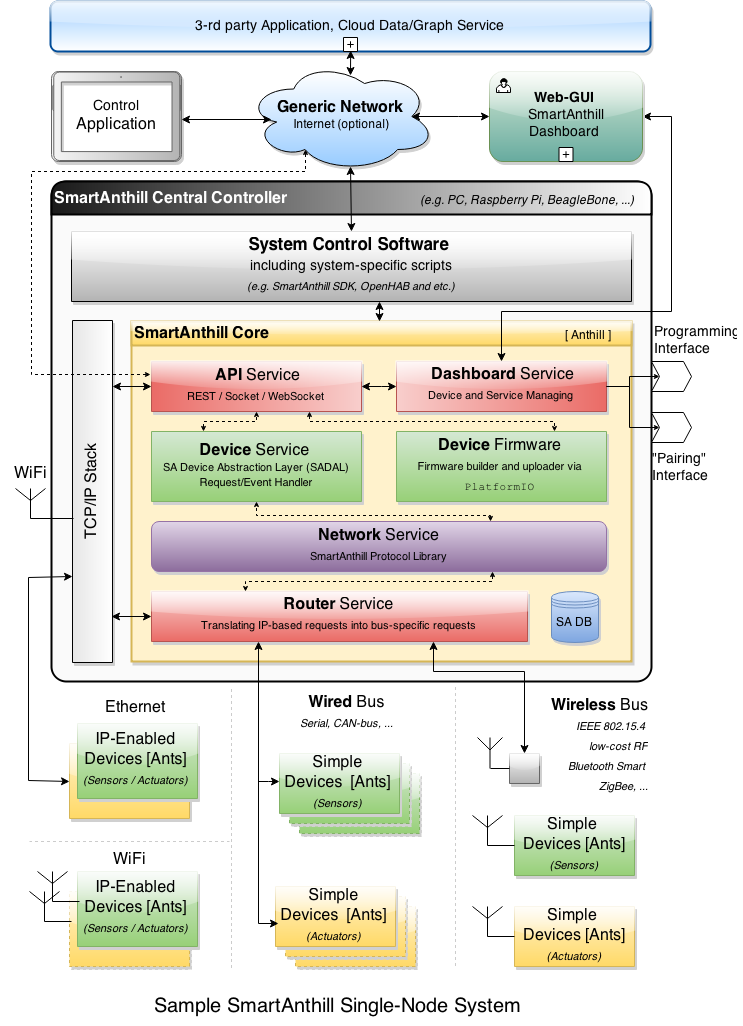 3-rd party Application, Cloud Data/Graph Service
Control
Application
Generic Network
Internet (optional)
Web-GUI
SmartAnthill
Dashboard
SmartAnthill Central Controller
(e.g. PC, Raspberry Pi, BeagleBone, ...)
System Control Software
including system-specific scripts
(e.g. SmartAnthill SDK, OpenHAB and etc.)
SmartAnthill Core
[ Anthill ]
Programming
Interface
API Service
REST / Socket / WebSocket
Dashboard Service
Device and Service Managing
"Pairing"
Interface
TCP/IP Stack
WiFi
Device Service
SA Device Abstraction Layer (SADAL)
Request/Event Handler
Device Firmware
Firmware builder and uploader via
PlatformIO
Network Service
SmartAnthill Protocol Library
Router Service
Translating IP-based requests into bus-specific requests
SA DB
Ethernet
IP-Enabled
Devices [Ants]
(Sensors / Actuators)
WiFi
IP-Enabled
Devices [Ants]
(Sensors / Actuators)
Wired Bus
Serial, CAN-bus, ...
Simple
Devices [Ants]
(Sensors)
Simple
Devices [Ants]
(Actuators)
Wireless Bus
IEEE 802.15.4
low-cost RF
Bluetooth Smart
ZigBee, ...
Simple
Devices [Ants]
(Sensors)
Simple
Devices [Ants]
(Actuators)
Sample SmartAnthill Single-Node System